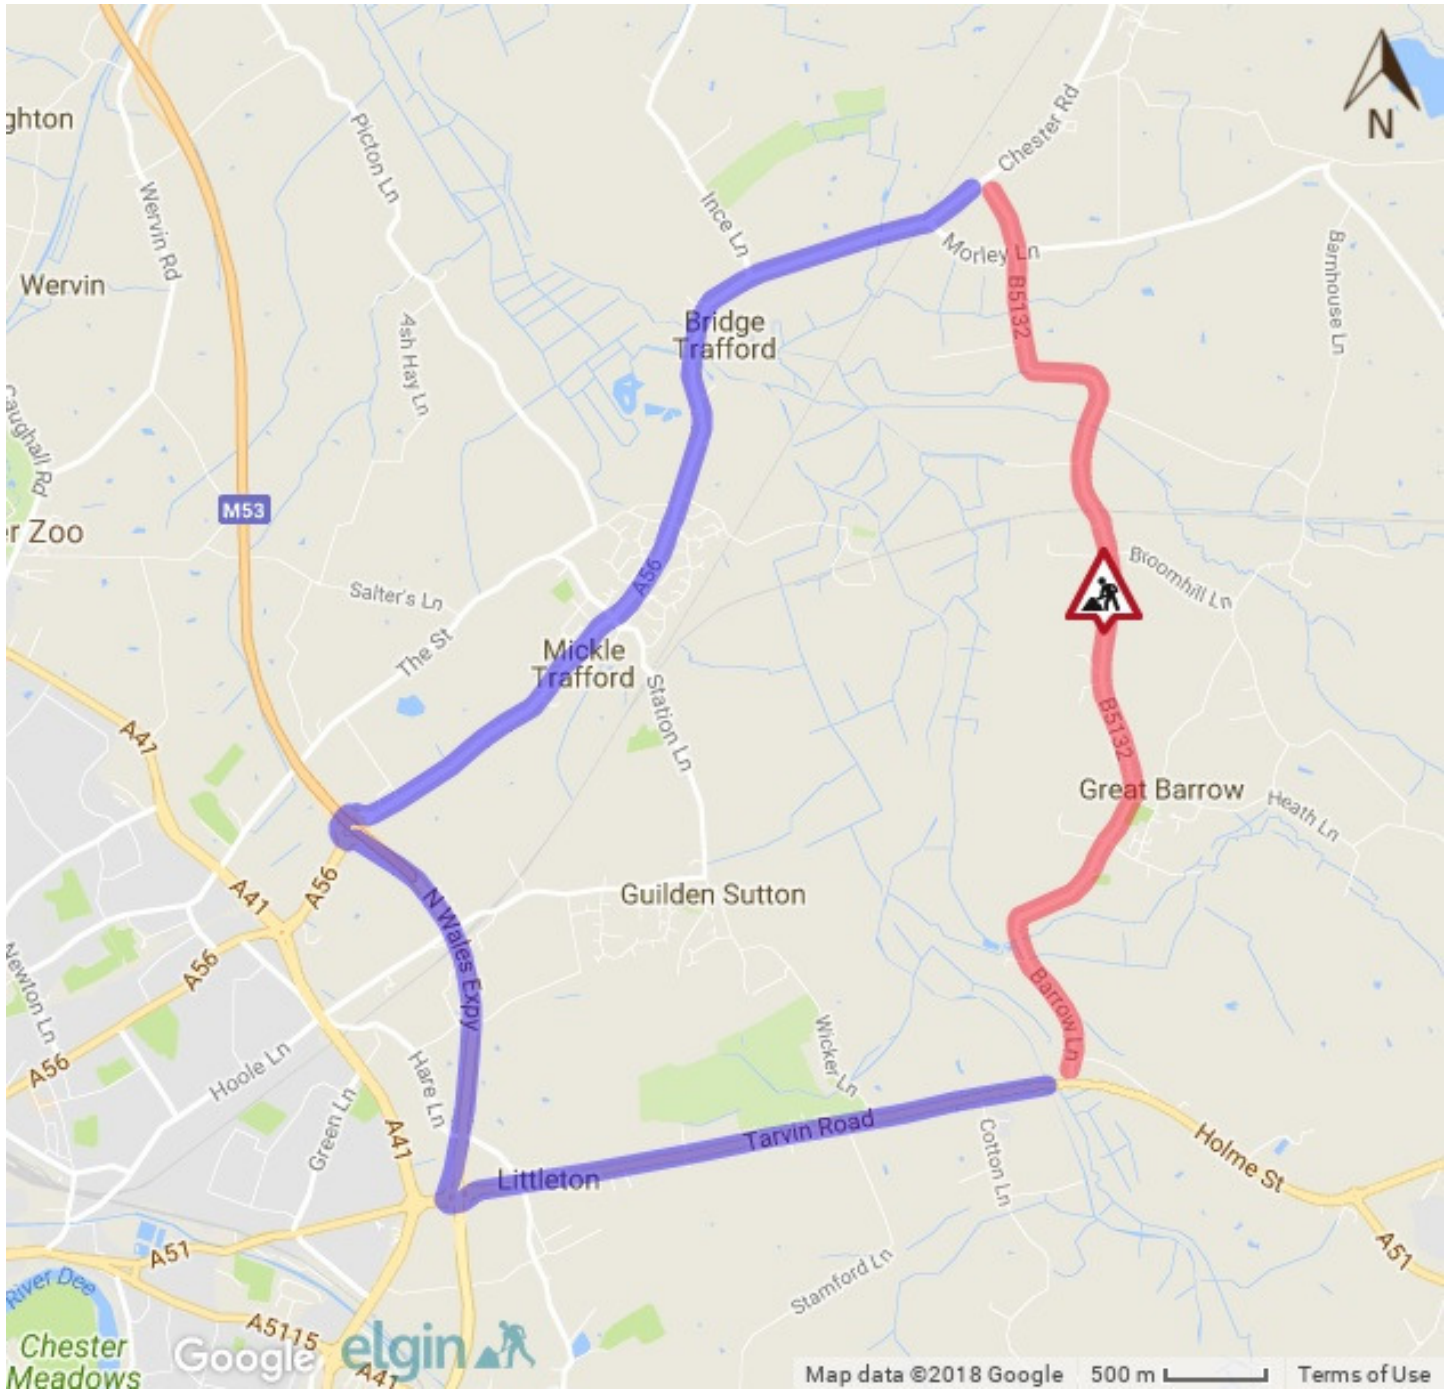 ghton
Picton Ln
Chester Rd
N
Wervin Rd
Ince Ln
Morley Ln
Barnhouse Ln
Wervin
B5132
Ash Hay Ln
Bridge
Trafford
Caughall Rd
M53
er Zoo
Broomhill Ln
Salter's Ln
A56
The St
Mickle
Trafford
Station Ln
B5132
A41
Great Barrow
Heath Ln
A41
A56
Guilden Sutton
N Wales Expy
Newton Ln
A56
Barrow Ln
Wicker Ln
A56
Hoole Ln
Hare Ln
Green Ln
A41
Tarvin Road
Cotton Ln
Holme St
Littleton
A51
A51
River Dee
Stamford Ln
A5115
Chester
Meadows
Google
elgin
A41
Map data ©2018 Google
500 m
Terms of Use